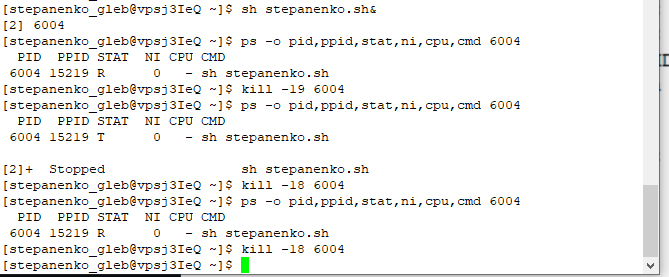 [stepanenko_gleb@vpsj3IeQ ~]$ sh stepanenko.sh&
[2] 6004
[stepanenko_gleb@vpsj3IeQ ~]$ ps -o pid,ppid,stat,ni,cpu,cmd 6004
  PID  PPID STAT  NI CPU CMD
 6004 15219 R      0   - sh stepanenko.sh
[stepanenko_gleb@vpsj3IeQ ~]$ kill -19 6004
[stepanenko_gleb@vpsj3IeQ ~]$ ps -o pid,ppid,stat,ni,cpu,cmd 6004
  PID  PPID STAT  NI CPU CMD
 6004 15219 T      0   - sh stepanenko.sh
[2]+  Stopped                 sh stepanenko.sh
[stepanenko_gleb@vpsj3IeQ ~]$ kill -18 6004
[stepanenko_gleb@vpsj3IeQ ~]$ ps -o pid,ppid,stat,ni,cpu,cmd 6004
  PID  PPID STAT  NI CPU CMD
 6004 15219 R      0   - sh stepanenko.sh
[stepanenko_gleb@vpsj3IeQ ~]$ kill -18 6004
[stepanenko_gleb@vpsj3IeQ ~]$